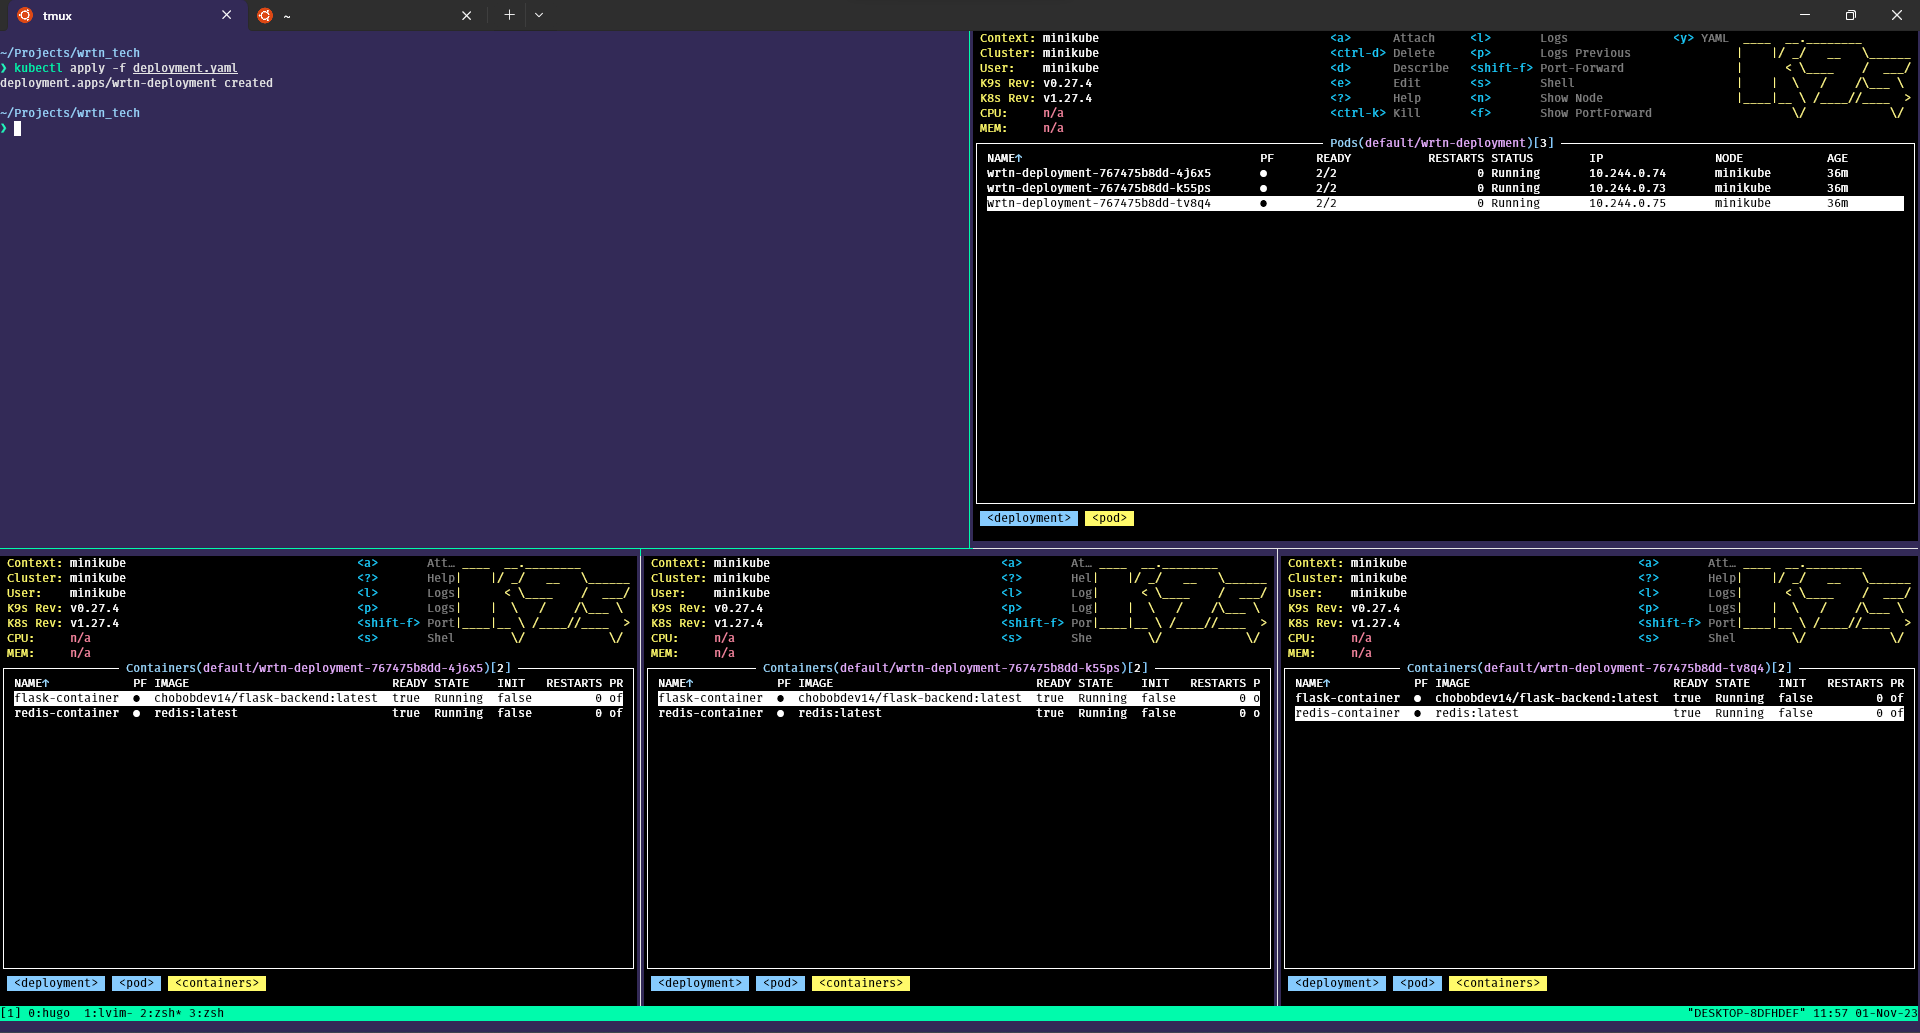 tmux
~
~/Projects/wrtn_tech
❯ kubectl apply -f deployment.yaml
deployment.apps/wrtn-deployment created
~/Projects/wrtn_tech
❯
Context: minikube <a> Attach <l> Logs <y> YAML
Cluster: minikube <ctrl-d> Delete <p> Logs Previous
User: minikube <d> Describe <shift-f> Port-Forward
K9s Rev: v0.27.4 <e> Edit <s> Shell
K8s Rev: v1.27.4 <?> Help <n> Show Node
CPU: n/a <ctrl-k> Kill <f> Show PortForward
MEM: n/a
Pods(default/wrtn-deployment)[3]
NAME↑ PF READY RESTARTS STATUS IP NODE AGE
wrtn-deployment-767475b8dd-4j6x5 ● 2/2 0 Running 10.244.0.74 minikube 36m
wrtn-deployment-767475b8dd-k55ps ● 2/2 0 Running 10.244.0.73 minikube 36m
wrtn-deployment-767475b8dd-tv8q4 ● 2/2 0 Running 10.244.0.75 minikube 36m
<deployment> <pod>
Context: minikube <a> Att…
Cluster: minikube <?> Help
User: minikube <l> Logs
K9s Rev: v0.27.4 <p> Logs
K8s Rev: v1.27.4 <shift-f> Port
CPU: n/a <s> Shel
MEM: n/a
Containers(default/wrtn-deployment-767475b8dd-4j6x5)[2]
NAME↑ PF IMAGE READY STATE INIT RESTARTS PR
flask-container ● chobobdev14/flask-backend:latest true Running false 0 of
redis-container ● redis:latest true Running false 0 of
<deployment> <pod> <containers>
Context: minikube <a> At…
Cluster: minikube <?> Hel
User: minikube <l> Log
K9s Rev: v0.27.4 <p> Log
K8s Rev: v1.27.4 <shift-f> Por
CPU: n/a <s> She
MEM: n/a
Containers(default/wrtn-deployment-767475b8dd-k55ps)[2]
NAME↑ PF IMAGE READY STATE INIT RESTARTS P
flask-container ● chobobdev14/flask-backend:latest true Running false 0 o
redis-container ● redis:latest true Running false 0 o
<deployment> <pod> <containers>
Context: minikube <a> Att…
Cluster: minikube <?> Help
User: minikube <l> Logs
K9s Rev: v0.27.4 <p> Logs
K8s Rev: v1.27.4 <shift-f> Port
CPU: n/a <s> Shel
MEM: n/a
Containers(default/wrtn-deployment-767475b8dd-tv8q4)[2]
NAME↑ PF IMAGE READY STATE INIT RESTARTS PR
flask-container ● chobobdev14/flask-backend:latest true Running false 0 of
redis-container ● redis:latest true Running false 0 of
<deployment> <pod> <containers>
[1] 0:hugo 1:lvim- 2:zsh* 3:zsh "DESKTOP-8DFHDEF" 11:57 01-Nov-23